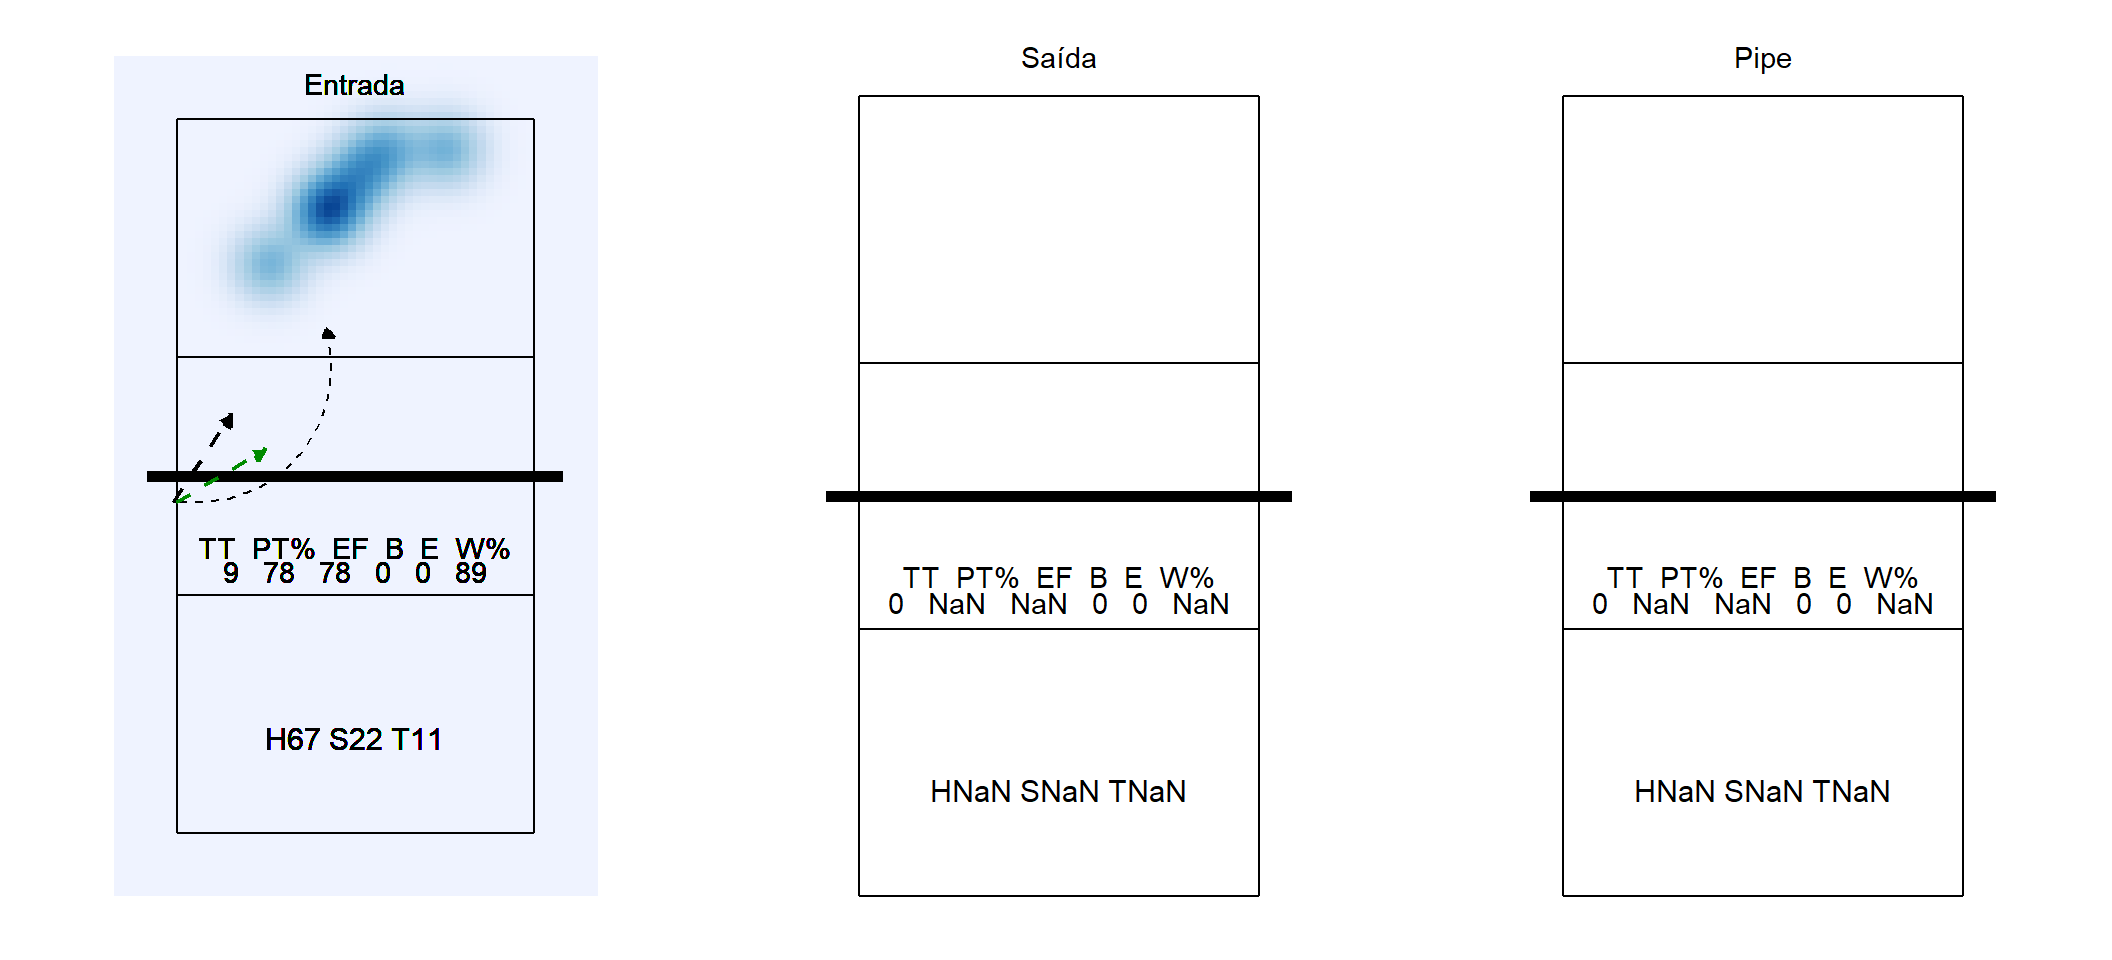 Entrada
TT PT% EF B E W%
9 78 78 0 0 89
H67 S22 T11
Saída
TT PT% EF B E W%
0 NaN NaN 0 0 NaN
HNaN SNaN TNaN
Pipe
TT PT% EF B E W%
0 NaN NaN 0 0 NaN
HNaN SNaN TNaN